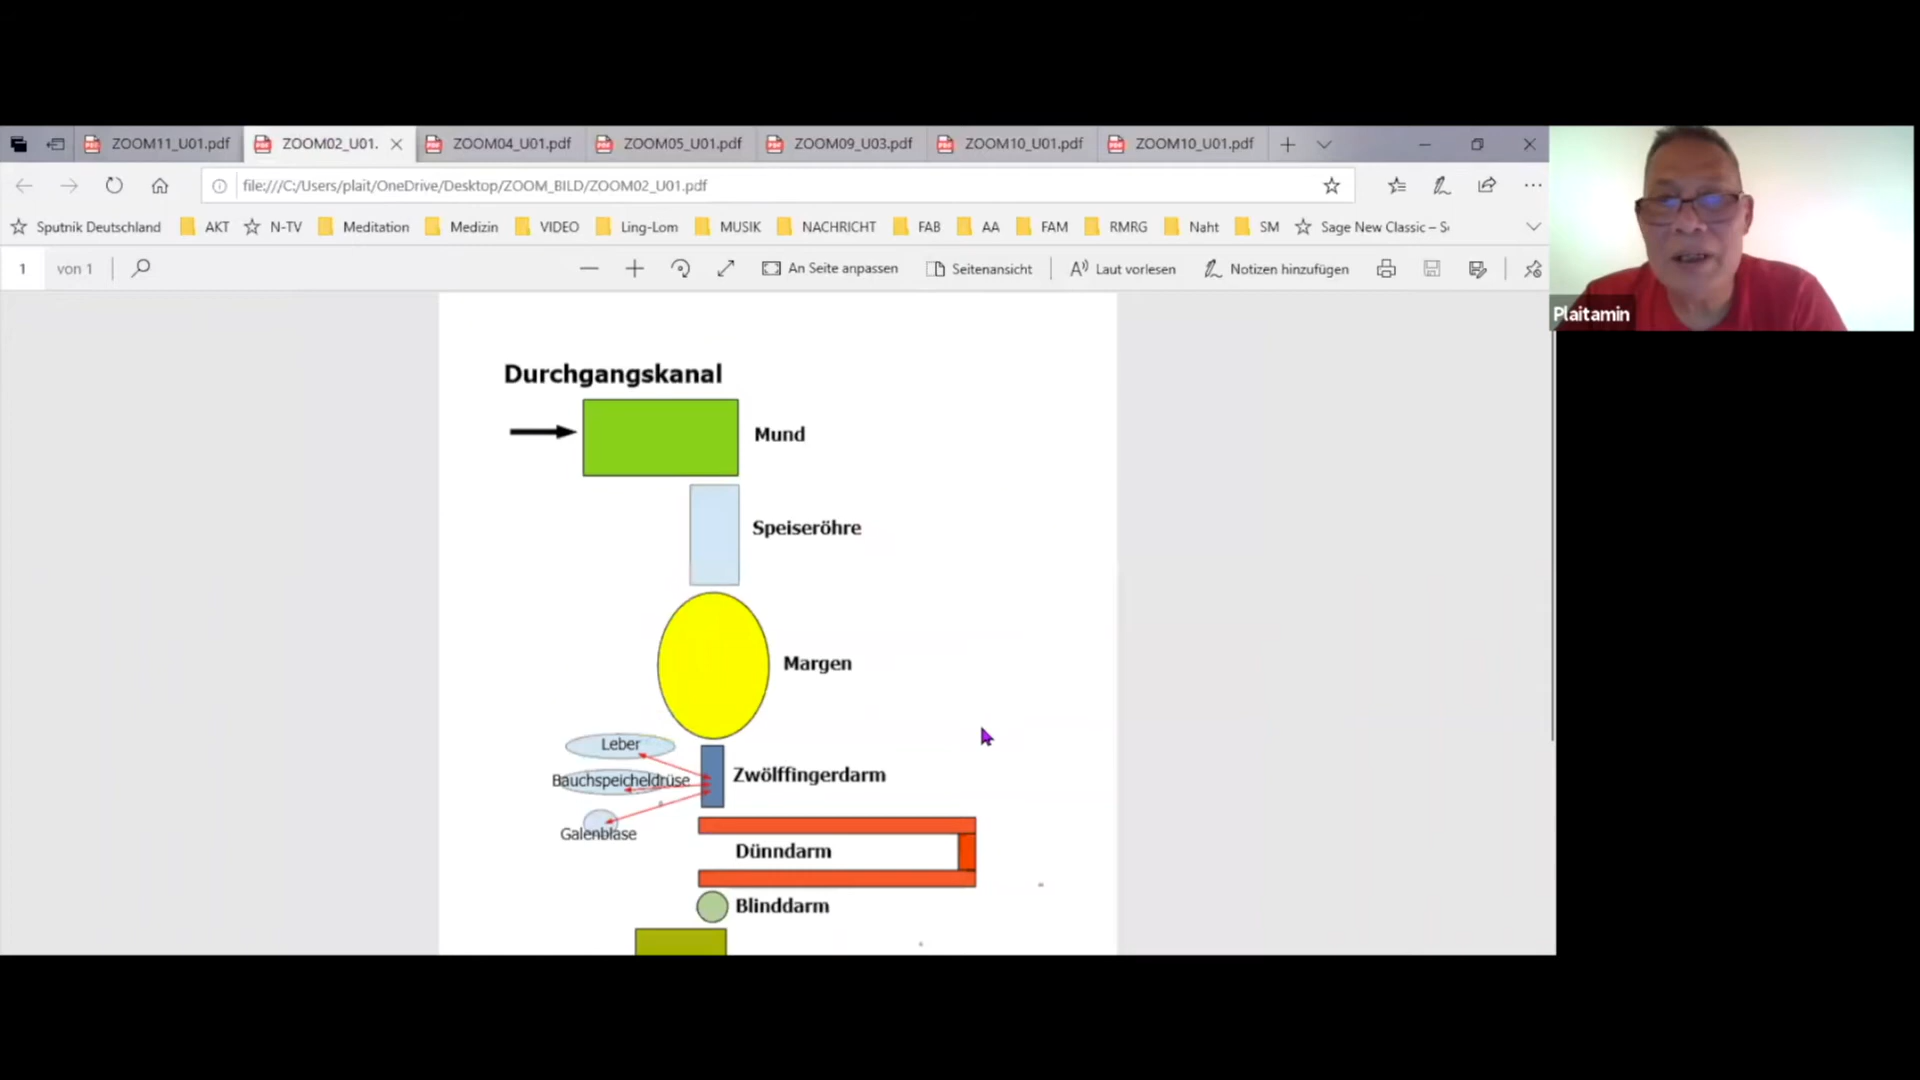 ZOOM11_U01.pdf
ZOOM02_U01.
ZOOM04_U01.pdf
ZOOM05_U01.pdf
ZOOM09_U03.pdf
ZOOM10_U01.pdf
ZOOM10_U01.pdf
file:///C:/Users/plait/OneDrive/Desktop/ZOOM_BILD/ZOOM02_U01.pdf
Sputnik Deutschland
AKT
N-TV
Meditation
Medizin
VIDEO
Ling-Lom
MUSIK
NACHRICHT
FAB
AA
FAM
RMRG
Naht
SM
Sage New Classic – S
1 von 1
An Seite anpassen
Seitenansicht
Laut vorlesen
Notizen hinzufügen
Plaitamin
Durchgangskanal
Mund
Speiseröhre
Margen
Leber
Bauchspeicheldrüse
Zwölffingerdarm
Galenblase
Dünndarm
Blinddarm